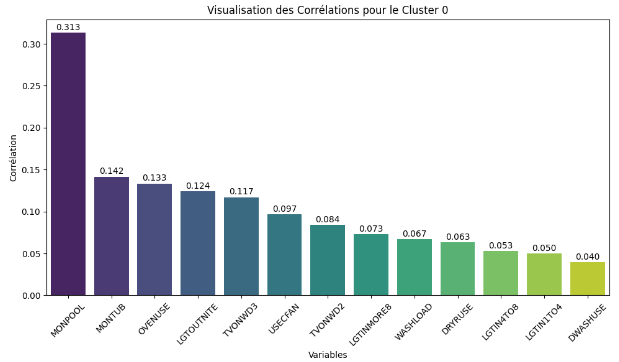 Visualisation des Corrélations pour le Cluster 0
Corrélation
0.30
0.25
0.20
0.15
0.10
0.05
0.00
0.313
0.142
0.133
0.124
0.117
0.097
0.084
0.073
0.067
0.063
0.053
0.050
0.040
MONPOOL
MONTUB
OVENUSE
LGTOUTNITE
TVONWD3
USECFAN
TVONWD2
LGTINMORE8
WASHLOAD
DRYRUSE
LGTIN4TO8
LGTIN1TO4
DWASHUSE
Variables